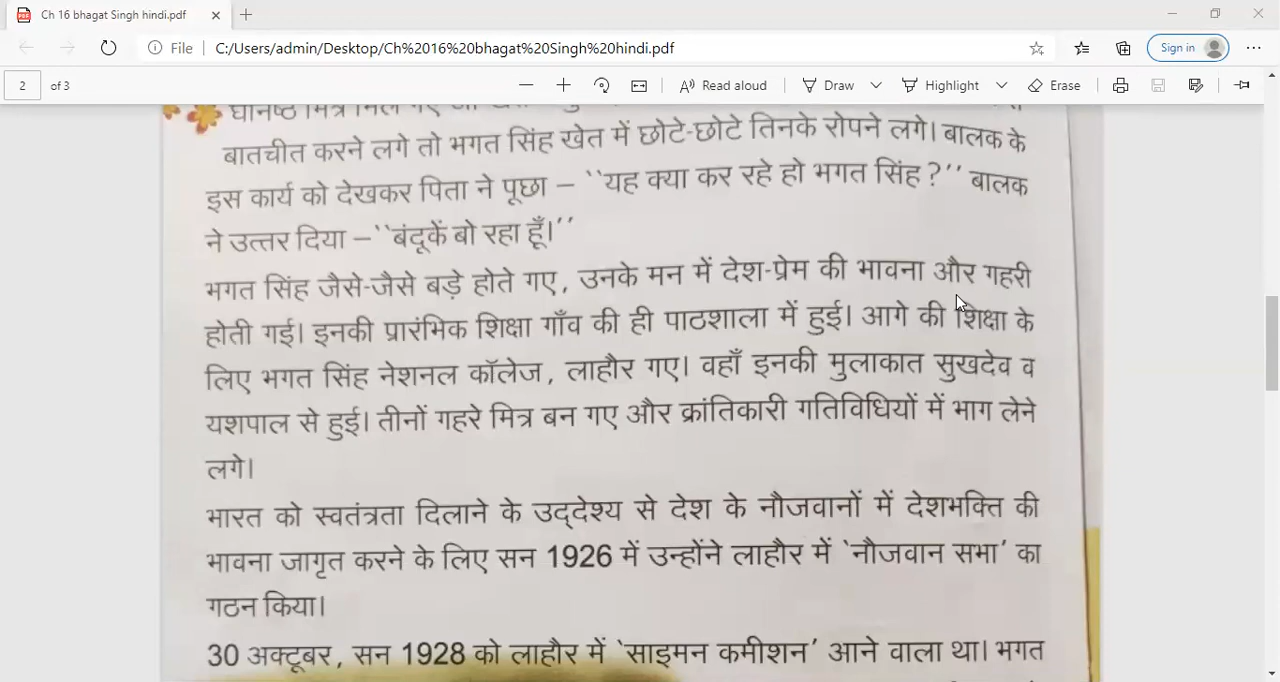 Ch 16 bhagat Singh hindi.pdf
File C:/Users/admin/Desktop/Ch%2016%20bhagat%20Singh%20hindi.pdf Sign in
2 of 3 Read aloud Draw Highlight Erase
घनिष्ठ मित्र मिल गए
बातचीत करने लगे तो भगत सिंह खेत में छोटे-छोटे तिनके रोपने लगे। बालक के
इस कार्य को देखकर पिता ने पूछा – ``यह क्या कर रहे हो भगत सिंह?'' बालक
ने उत्तर दिया – ``बंदूकें बो रहा हूँ।''
भगत सिंह जैसे-जैसे बड़े होते गए, उनके मन में देश-प्रेम की भावना और गहरी
होती गई। इनकी प्रारंभिक शिक्षा गाँव की ही पाठशाला में हुई। आगे की शिक्षा के
लिए भगत सिंह नेशनल कॉलेज, लाहौर गए। वहाँ इनकी मुलाकात सुखदेव व
यशपाल से हुई। तीनों गहरे मित्र बन गए और क्रांतिकारी गतिविधियों में भाग लेने
लगे।
भारत को स्वतंत्रता दिलाने के उद्‌देश्य से देश के नौजवानों में देशभक्ति की
भावना जागृत करने के लिए सन 1926 में उन्होंने लाहौर में `नौजवान सभा' का
गठन किया।
30 अक्टूबर, सन 1928 को लाहौर में `साइमन कमीशन' आने वाला था। भगत